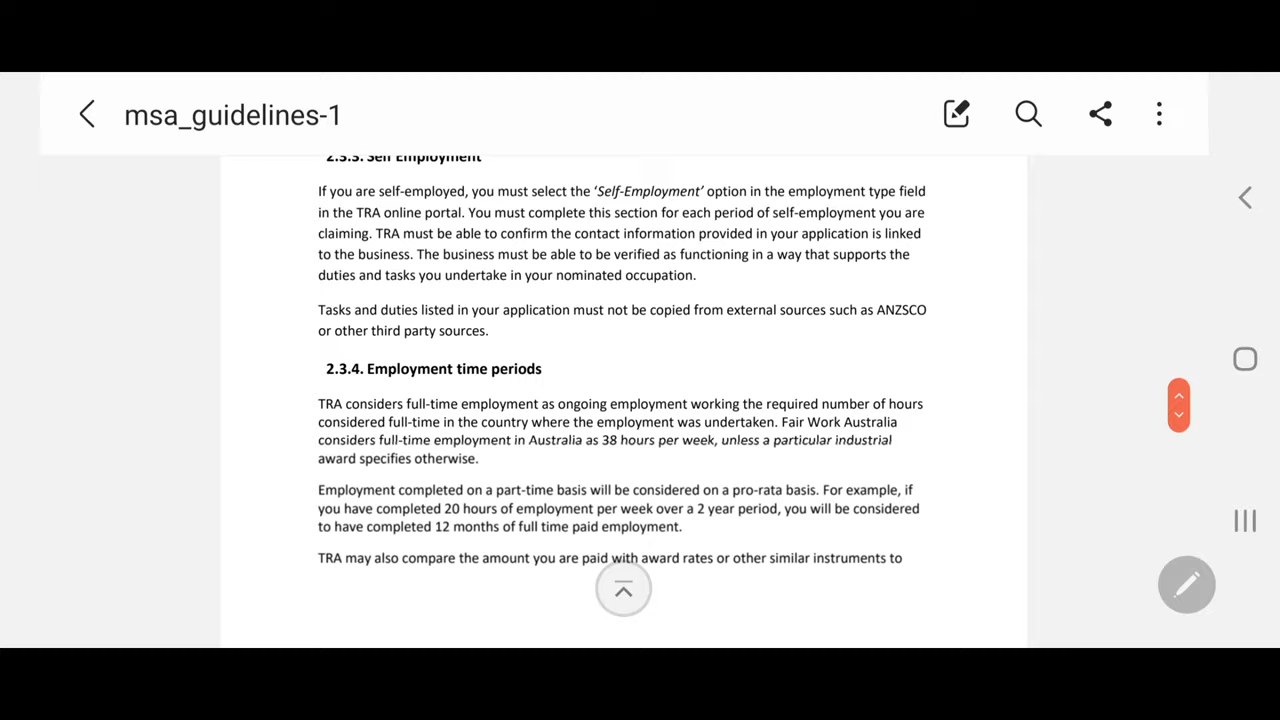 msa_guidelines-1
2.3.3. Self Employment
If you are self-employed, you must select the ‘Self-Employment’ option in the employment type field
in the TRA online portal. You must complete this section for each period of self-employment you are
claiming. TRA must be able to confirm the contact information provided in your application is linked
to the business. The business must be able to be verified as functioning in a way that supports the
duties and tasks you undertake in your nominated occupation.
Tasks and duties listed in your application must not be copied from external sources such as ANZSCO
or other third party sources.
2.3.4. Employment time periods
TRA considers full-time employment as ongoing employment working the required number of hours
considered full-time in the country where the employment was undertaken. Fair Work Australia
considers full-time employment in Australia as 38 hours per week, unless a particular industrial
award specifies otherwise.
Employment completed on a part-time basis will be considered on a pro-rata basis. For example, if
you have completed 20 hours of employment per week over a 2 year period, you will be considered
to have completed 12 months of full time paid employment.
TRA may also compare the amount you are paid with award rates or other similar instruments to